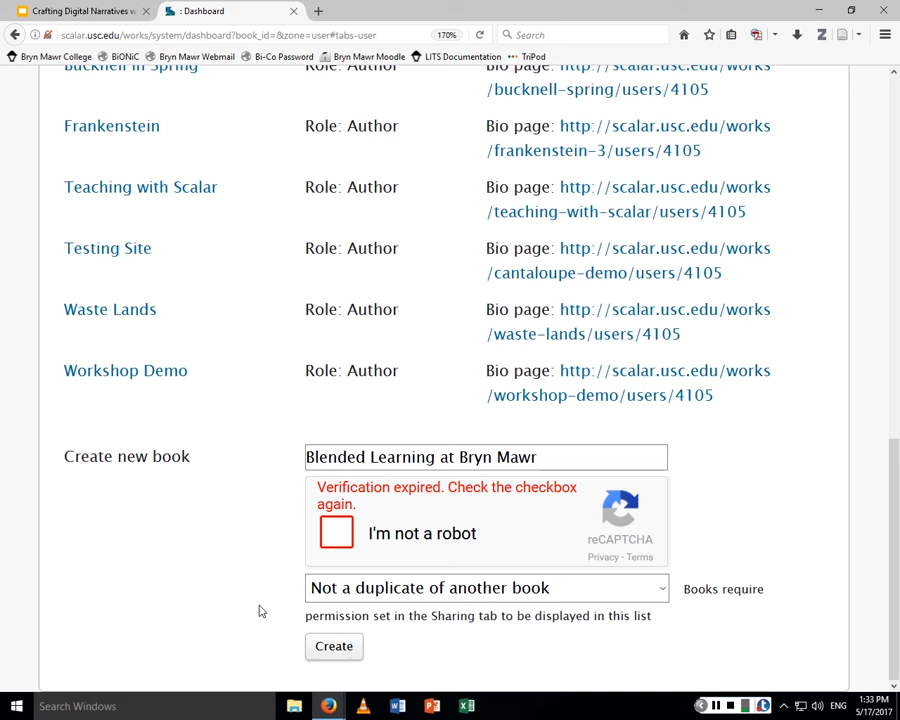 Crafting Digital Narratives w
: Dashboard
scalar.usc.edu/works/system/dashboard?book_id=&zone=user#tabs-user
170%
Search
Bryn Mawr College
BiONiC
Bryn Mawr Webmail
Bi-Co Password
Bryn Mawr Moodle
LITS Documentation
TriPod
Bucknell in Spring
Role: Author
Bio page: http://scalar.usc.edu/works
/bucknell-spring/users/4105
Frankenstein
Role: Author
Bio page: http://scalar.usc.edu/works
/frankenstein-3/users/4105
Teaching with Scalar
Role: Author
Bio page: http://scalar.usc.edu/works
/teaching-with-scalar/users/4105
Testing Site
Role: Author
Bio page: http://scalar.usc.edu/works
/cantaloupe-demo/users/4105
Waste Lands
Role: Author
Bio page: http://scalar.usc.edu/works
/waste-lands/users/4105
Workshop Demo
Role: Author
Bio page: http://scalar.usc.edu/works
/workshop-demo/users/4105
Create new book
Blended Learning at Bryn Mawr
Verification expired. Check the checkbox
again.
I'm not a robot
reCAPTCHA
Privacy - Terms
Not a duplicate of another book
Books require
permission set in the Sharing tab to be displayed in this list
Create
Search Windows
ENG
1:33 PM
5/17/2017